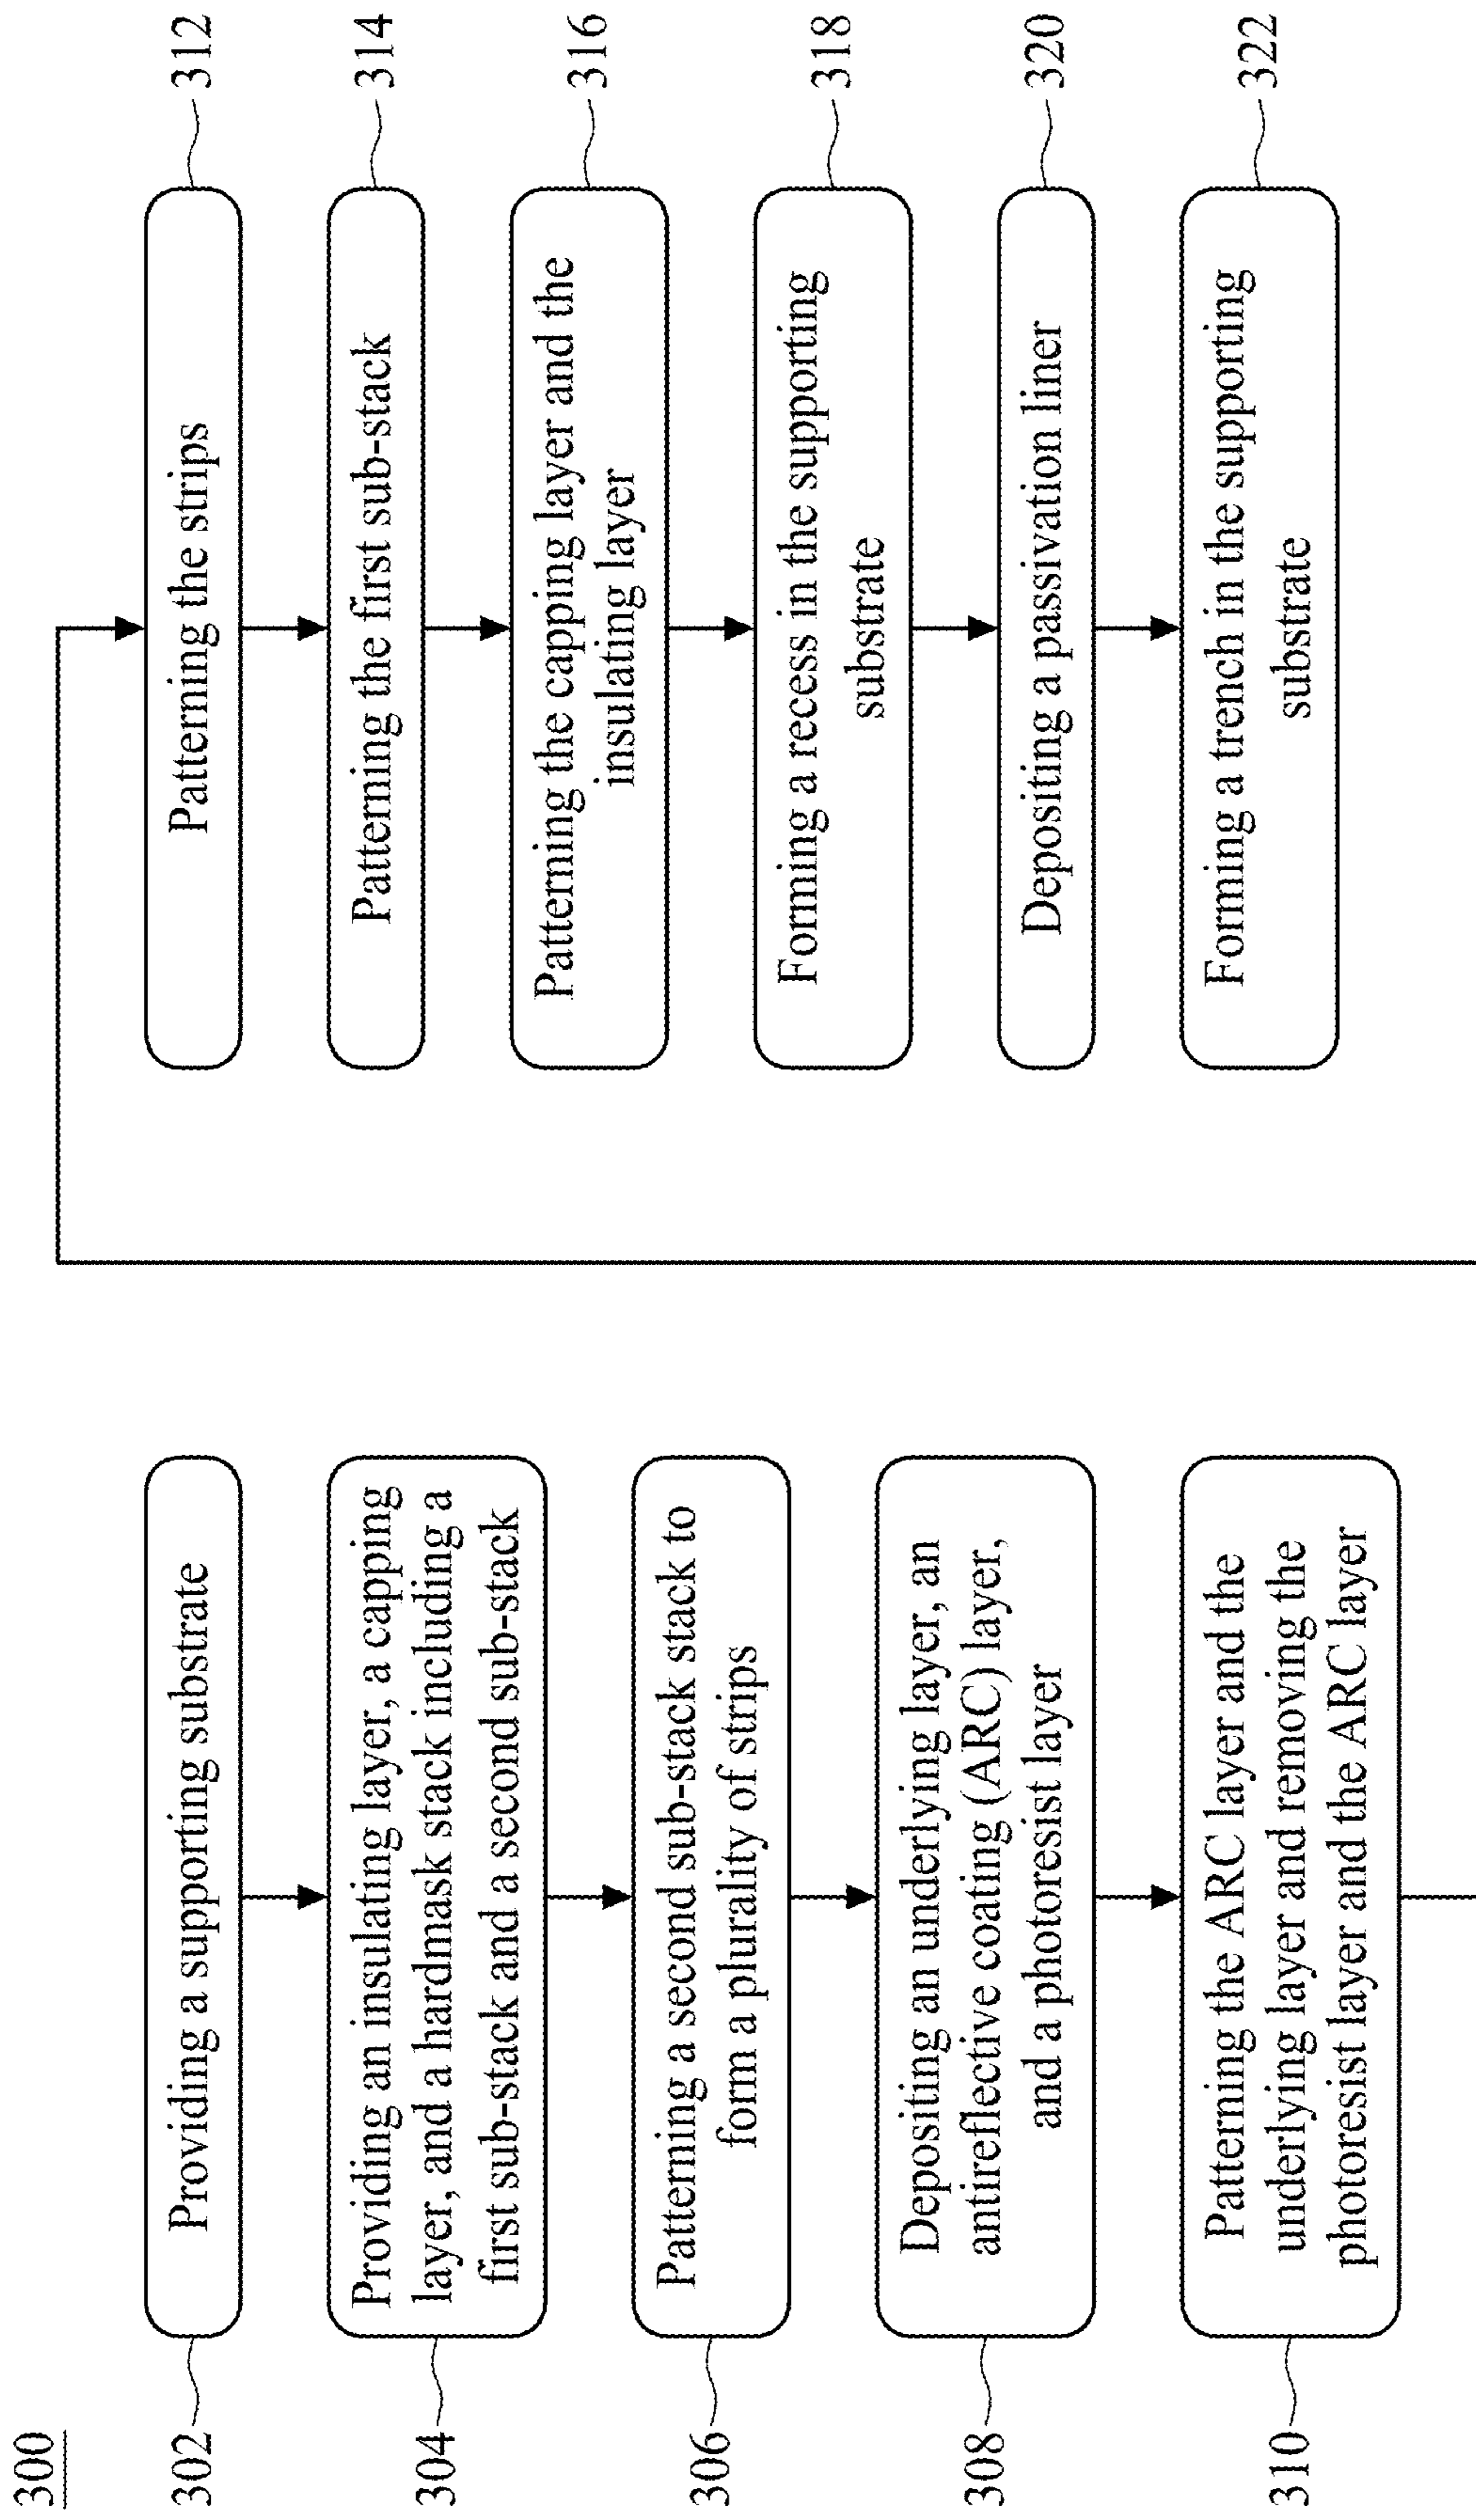 300
302
Providing a supporting substrate
304
Providing an insulating layer, a capping
layer, and a hardmask stack including a
first sub-stack and a second sub-stack
306
Patterning a second sub-stack stack to
form a plurality of strips
308
Depositing an underlying layer, an
antireflective coating (ARC) layer,
and a photoresist layer
310
Patterning the ARC layer and the
underlying layer and removing the
photoresist layer and the ARC layer
Patterning the strips
312
Patterning the first sub-stack
314
Patterning the capping layer and the
insulating layer
316
Forming a recess in the supporting
substrate
318
Depositing a passivation liner
320
Forming a trench in the supporting
substrate
322